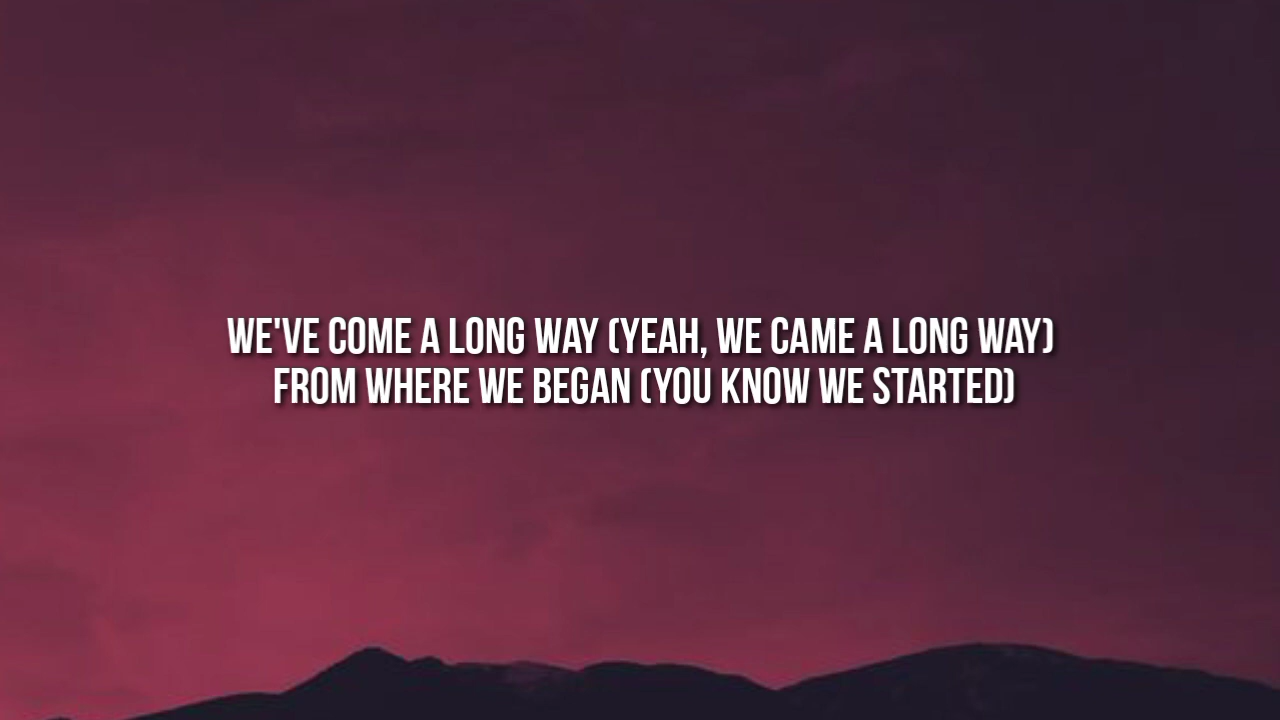 WE'VE COME A LONG WAY (YEAH, WE CAME A LONG WAY)
FROM WHERE WE BEGAN (YOU KNOW WE STARTED)